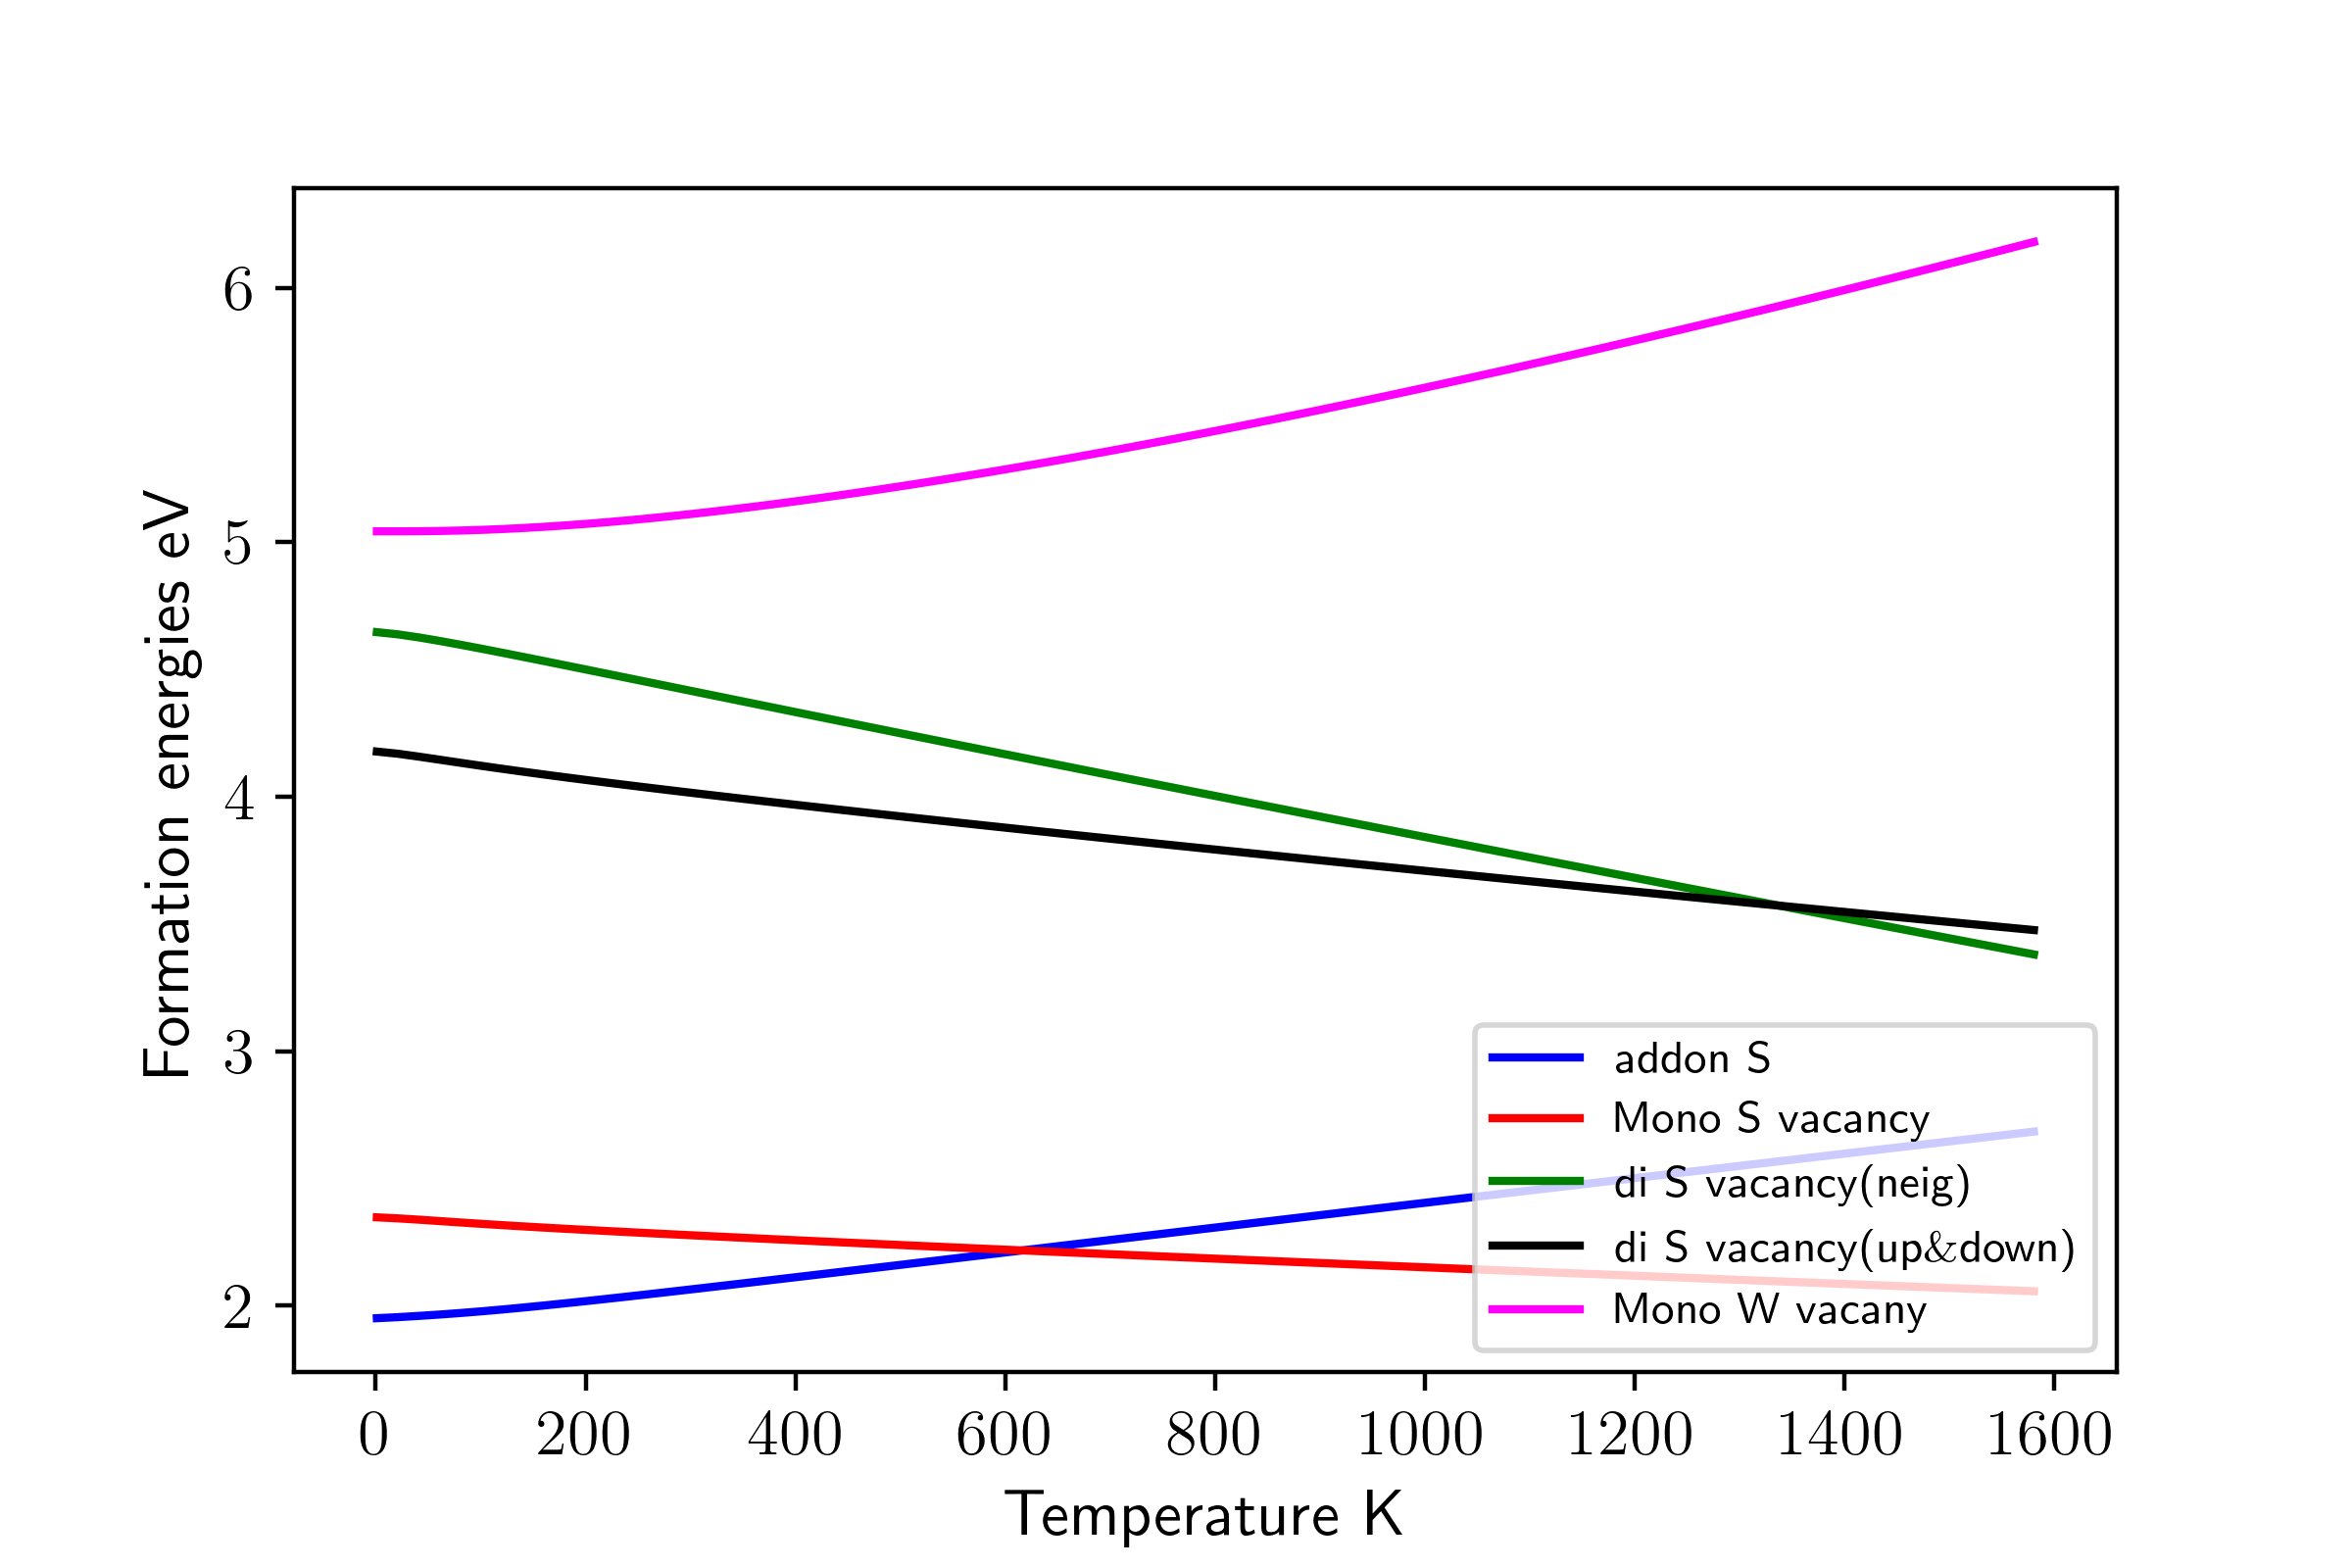 6
5
4
3
2
Formation energies eV
addon S
Mono S vacancy
di S vacancy(neig)
di S vacancy(up&down)
Mono W vacany
0 200 400 600 800 1000 1200 1400 1600
Temperature K